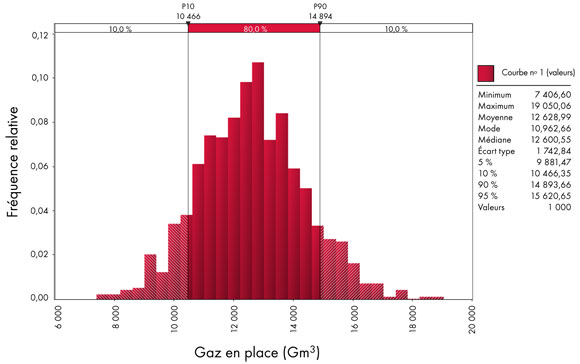 P10
10 466
P90
14 894
10,0 %
80,0 %
10,0 %
0,12
0,10
0,08
0,06
0,04
0,02
0,00
Fréquence relative
6 000
8 000
10 000
12 000
14 000
16 000
18 000
20 000
Gaz en place (Gm³)
Courbe nº 1 (valeurs)
Minimum 7 406,60
Maximum 19 050,06
Moyenne 12 628,99
Mode 10,962,66
Médiane 12 600,55
Écart type 1 742,84
5 % 9 881,47
10 % 10 466,35
90 % 14 893,66
95 % 15 620,65
Valeurs 1 000